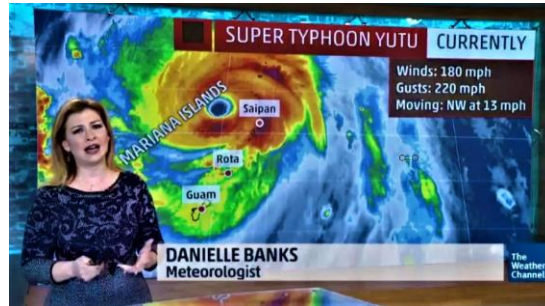 SUPER TYPHOON YUTU
CURRENTLY
Winds: 180 mph
Gusts: 220 mph
Moving: NW at 13 mph
MARIANA ISLANDS
Saipan
Rota
Guam
DANIELLE BANKS
Meteorologist
The
Weather
Channel